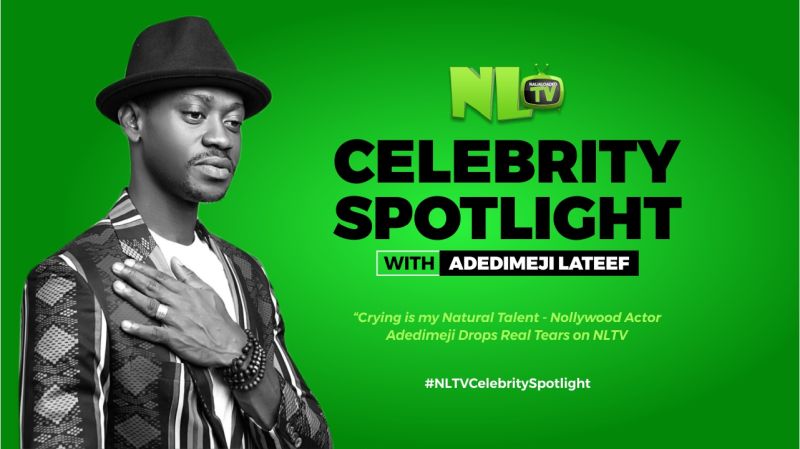 NL
NAIJALOADED
TV
CELEBRITY
SPOTLIGHT
WITH ADEDIMEJI LATEEF
“Crying is my Natural Talent - Nollywood Actor
Adedimeji Drops Real Tears on NLTV
#NLTVCelebritySpotlight